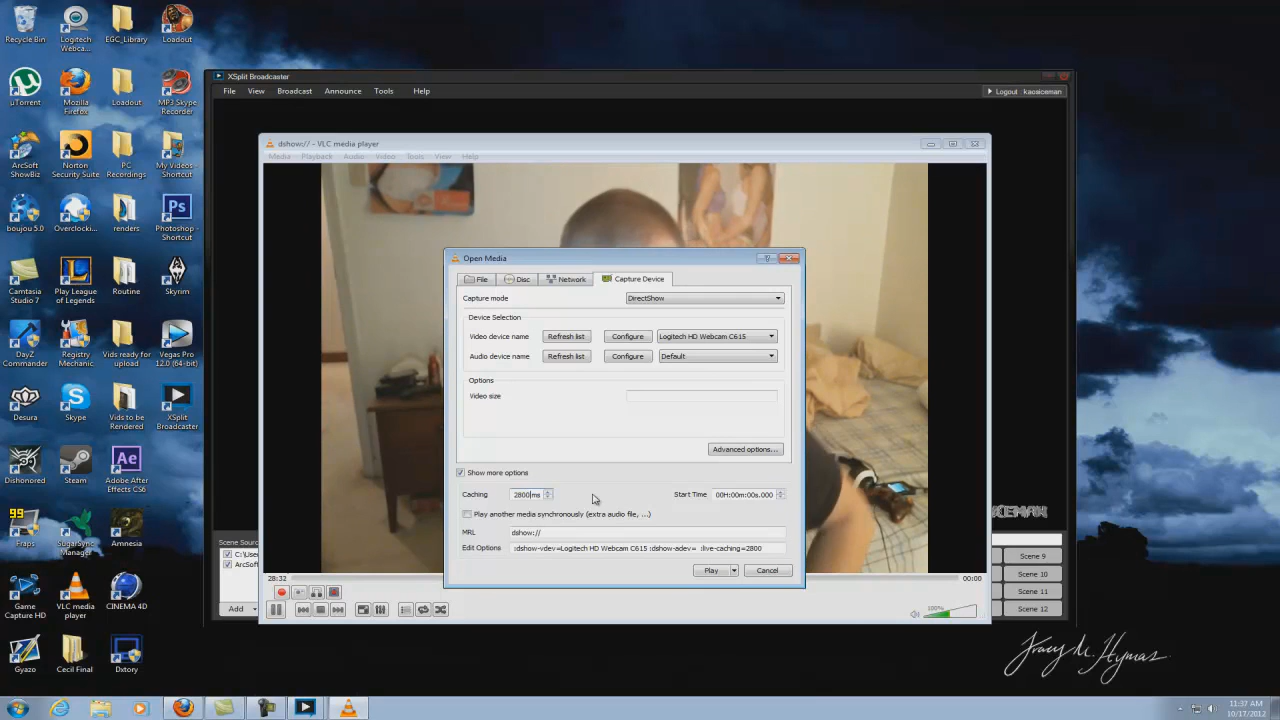 Recycle Bin
Logitech Webca...
EGC_Library
Loadout
µTorrent
Mozilla Firefox
Loadout
MP3 Skype Recorder
ArcSoft ShowBiz
Norton Security Suite
PC Recordings
My Videos - Shortcut
boujou 5.0
Overclocki...
renders
Photoshop - Shortcut
Camtasia Studio 7
Play League of Legends
Routine
Skyrim
DayZ Commander
Registry Mechanic
Vids ready for upload
Vegas Pro 12.0 (64-bit)
Desura
Skype
Vids to be Rendered
XSplit Broadcaster
Dishonored
Steam
Adobe After Effects CS6
99
Fraps
SugarSync Manager
Amnesia
Game Capture HD
VLC media player
CINEMA 4D
Gyazo
Cecil Final
Dxtory
XSplit Broadcaster
File View Broadcast Announce Tools Help
Logout kaosiceman
dshow:// - VLC media player
Media Playback Audio Video Tools View Help
Open Media
File Disc Network Capture Device
Capture mode DirectShow
Device Selection
Video device name Refresh list Configure Logitech HD Webcam C615
Audio device name Refresh list Configure Default
Options
Video size
Advanced options...
Show more options
Caching 2800 ms Start Time 00H:00m:00s.000
Play another media synchronously (extra audio file, ...)
MRL dshow://
Edit Options :dshow-vdev=Logitech HD Webcam C615 :dshow-adev= :live-caching=2800
Play Cancel
28:32 00:00
100%
Scene Sourc
C:\User
ArcSoft
Add
Scene 9
Scene 10
Scene 11
Scene 12
Tracy M Hymas
11:37 AM
10/17/2012